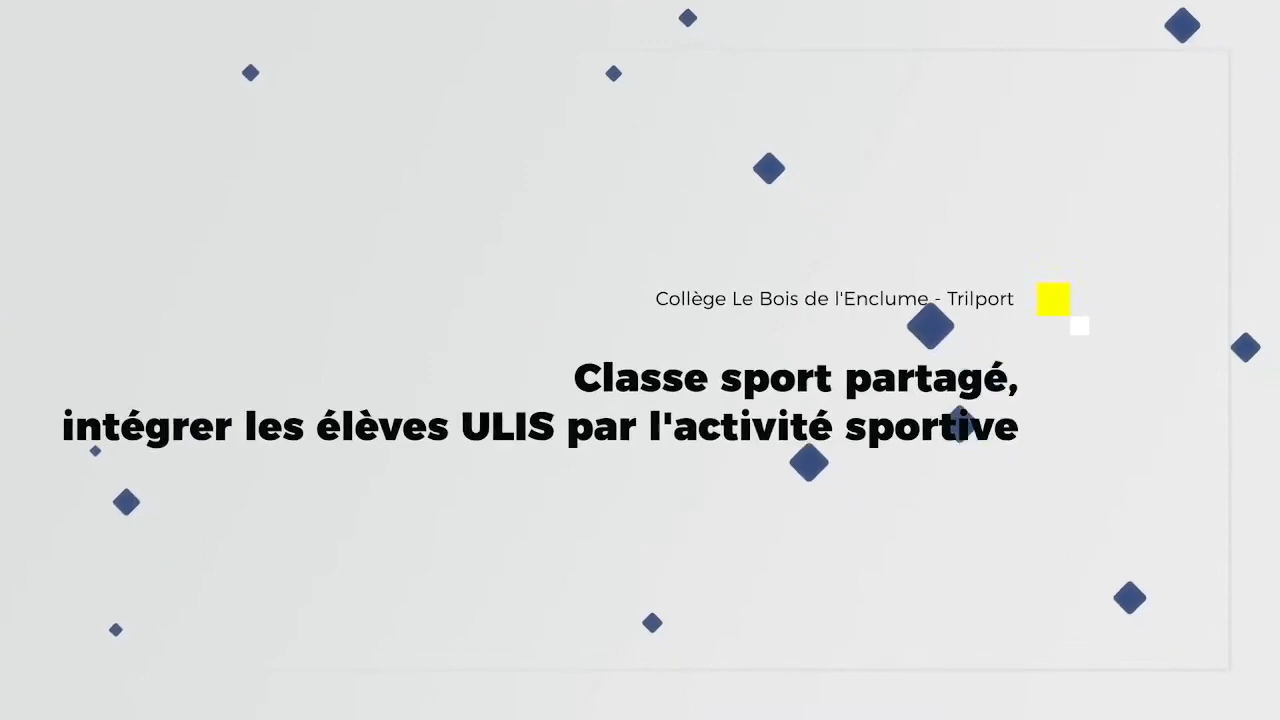 Collège Le Bois de l'Enclume - Trilport
Classe sport partagé,
intégrer les élèves ULIS par l'activité sportive